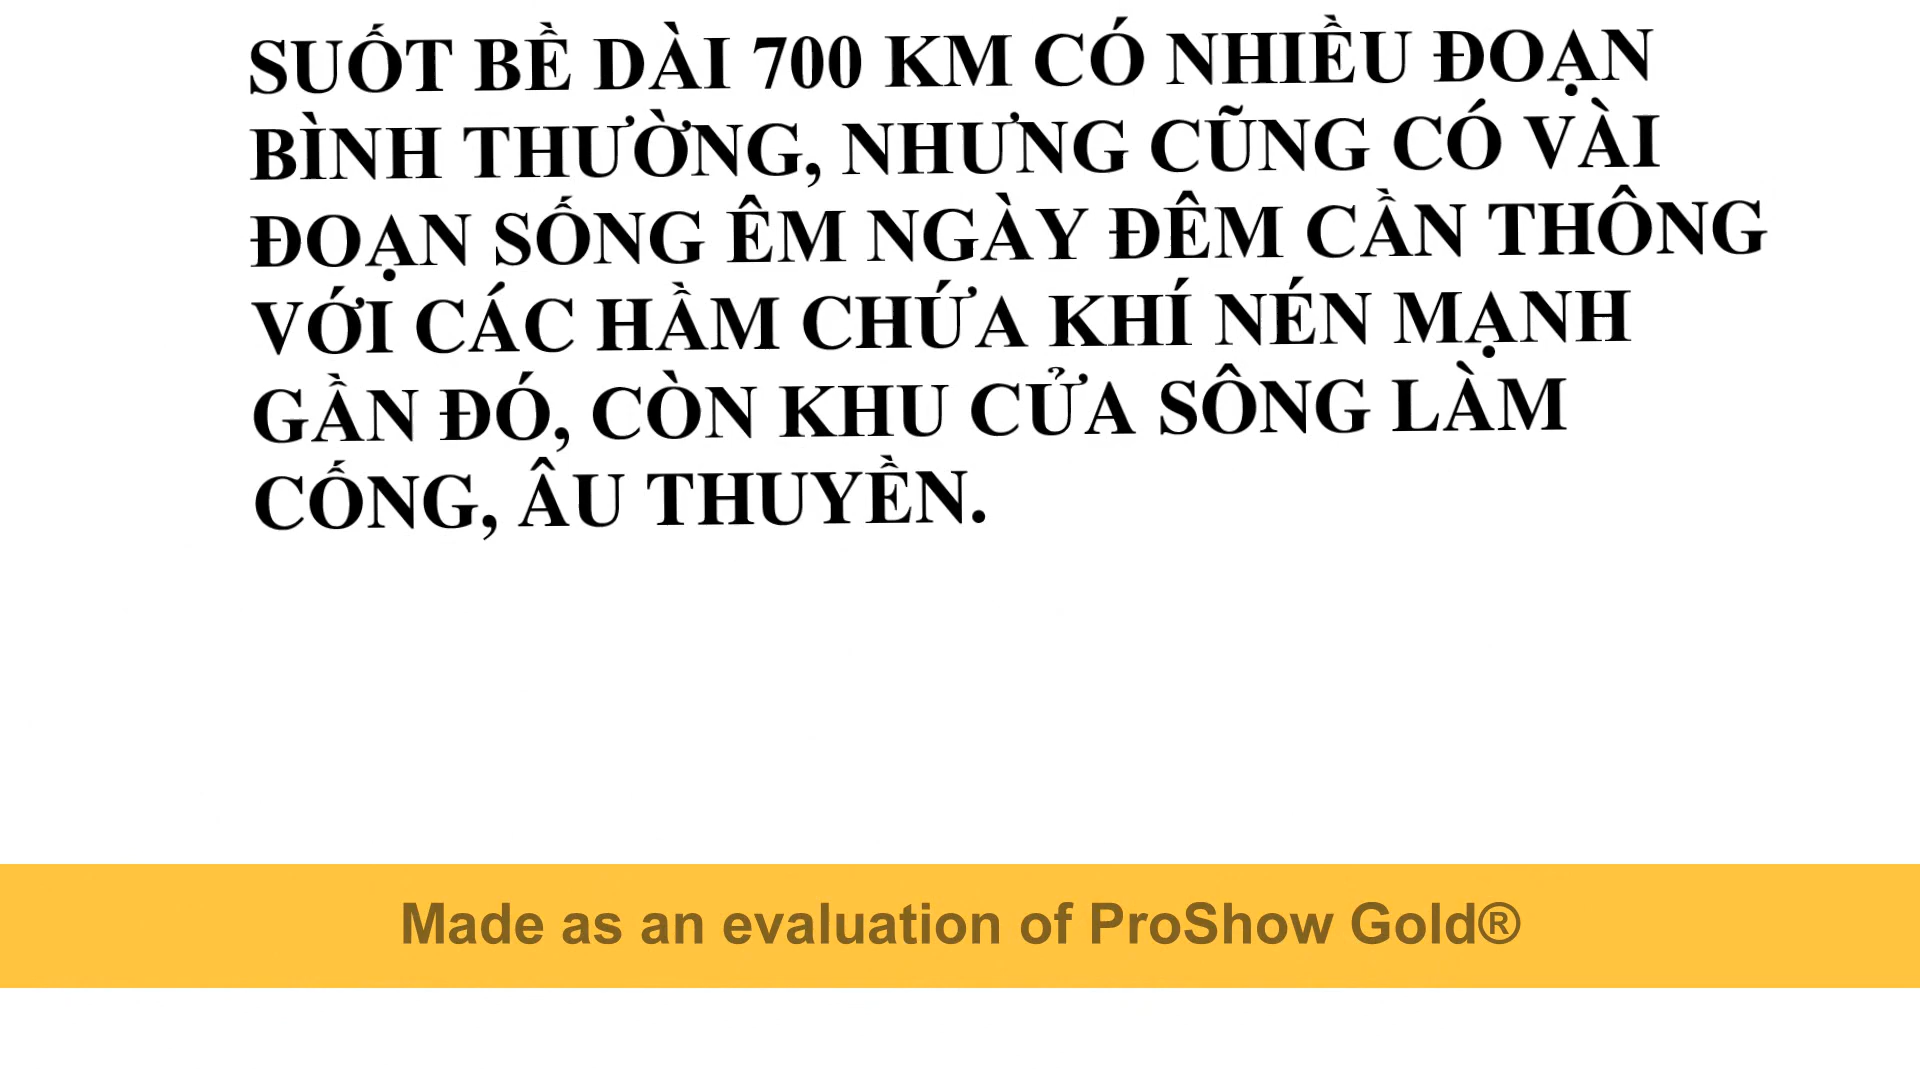 SUỐT BỀ DÀI 700 KM CÓ NHIỀU ĐOẠN
BÌNH THƯỜNG, NHƯNG CŨNG CÓ VÀI
ĐOẠN SỐNG ÊM NGÀY ĐÊM CẦN THÔNG
VỚI CÁC HẦM CHỨA KHÍ NÉN MẠNH
GẦN ĐÓ, CÒN KHU CỬA SÔNG LÀM
CỐNG, ÂU THUYỀN.
Made as an evaluation of ProShow Gold®